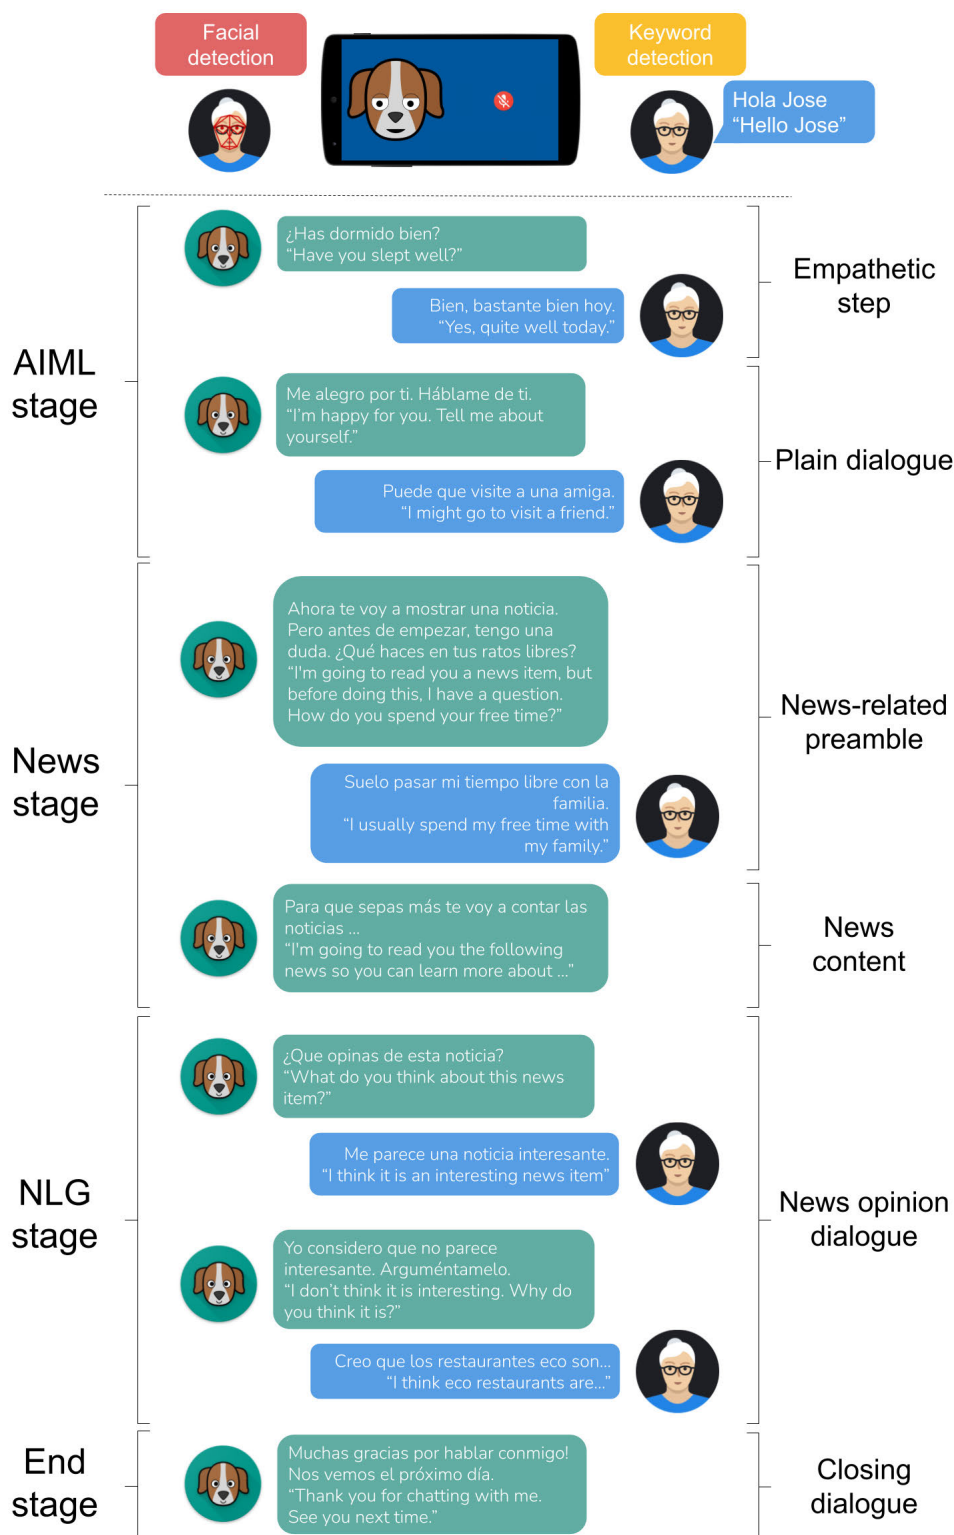 Facial
detection
Keyword
detection
Hola Jose
“Hello Jose”
AIML
stage
¿Has dormido bien?
“Have you slept well?”
Bien, bastante bien hoy.
“Yes, quite well today.”
Empathetic
step
Me alegro por ti. Háblame de ti.
“I’m happy for you. Tell me about
yourself.”
Puede que visite a una amiga.
“I might go to visit a friend.”
Plain dialogue
News
stage
Ahora te voy a mostrar una noticia.
Pero antes de empezar, tengo una
duda. ¿Qué haces en tus ratos libres?
“I'm going to read you a news item, but
before doing this, I have a question.
How do you spend your free time?”
Suelo pasar mi tiempo libre con la
familia.
“I usually spend my free time with
my family.”
News-related
preamble
Para que sepas más te voy a contar las
noticias ...
“I'm going to read you the following
news so you can learn more about ...”
News
content
NLG
stage
¿Que opinas de esta noticia?
“What do you think about this news
item?”
Me parece una noticia interesante.
“I think it is an interesting news item”
Yo considero que no parece
interesante. Arguméntamelo.
“I don’t think it is interesting. Why do
you think it is?”
Creo que los restaurantes eco son...
“I think eco restaurants are...”
News opinion
dialogue
End
stage
Muchas gracias por hablar conmigo!
Nos vemos el próximo día.
“Thank you for chatting with me.
See you next time.”
Closing
dialogue